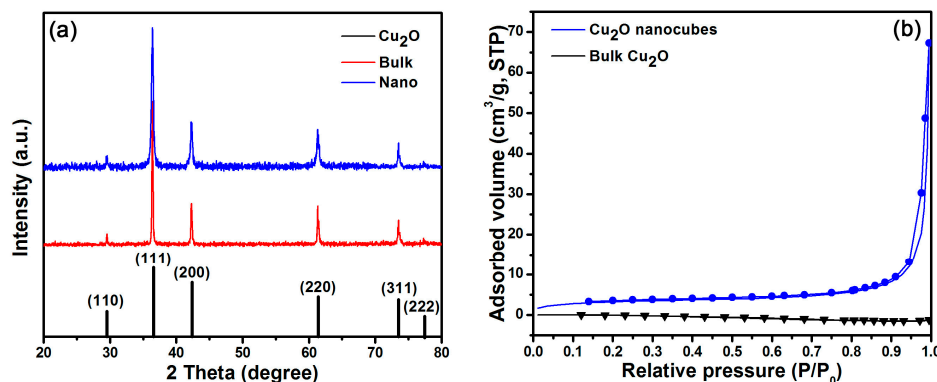 (a)
Cu₂O
Bulk
Nano
Intensity (a.u.)
(110)
(111)
(200)
(220)
(311)
(222)
20 30 40 50 60 70 80
2 Theta (degree)
(b)
Cu₂O nanocubes
Bulk Cu₂O
Adsorbed volume (cm³/g, STP)
70
60
50
40
30
20
10
0
0.0 0.1 0.2 0.3 0.4 0.5 0.6 0.7 0.8 0.9 1.0
Relative pressure (P/P₀)